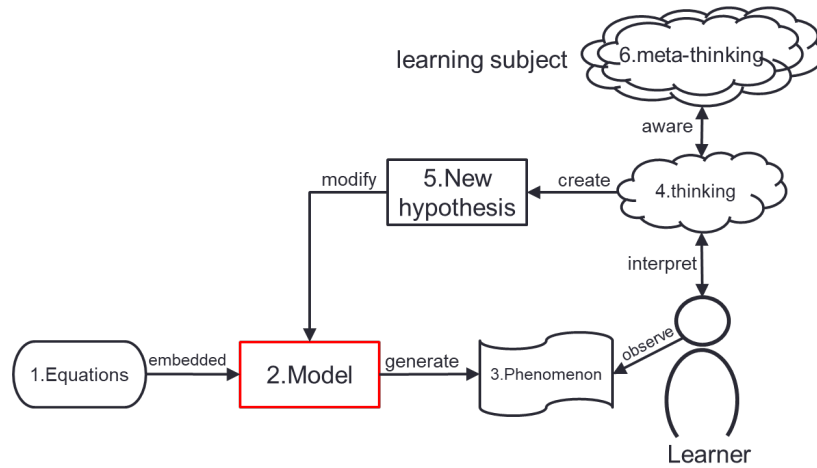 learning subject
6.meta-thinking
aware
modify
5.New
hypothesis
create
4.thinking
interpret
1.Equations
embedded
2.Model
generate
3.Phenomenon
observe
Learner